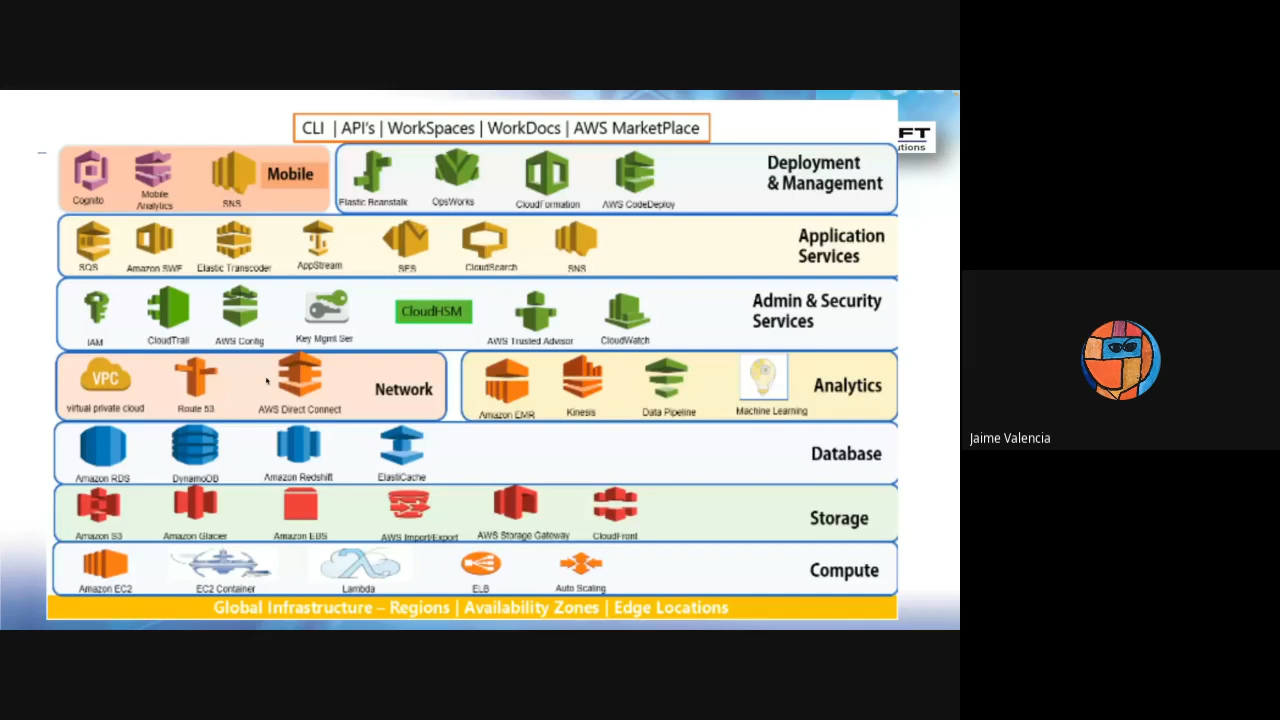 CLI | API's | WorkSpaces | WorkDocs | AWS MarketPlace
FT
utions
Mobile
Cognito
Mobile
Analytics
SNS
Deployment
& Management
Elastic Beanstalk
OpsWorks
CloudFormation
AWS CodeDeploy
Application
Services
SQS
Amazon SWF
Elastic Transcoder
AppStream
SES
CloudSearch
SNS
Admin & Security
Services
IAM
CloudTrail
AWS Config
Key Mgmt Ser
CloudHSM
AWS Trusted Advisor
CloudWatch
VPC
virtual private cloud
Route 53
AWS Direct Connect
Network
Amazon EMR
Kinesis
Data Pipeline
Machine Learning
Analytics
Amazon RDS
DynamoDB
Amazon Redshift
ElastiCache
Database
Amazon S3
Amazon Glacier
Amazon EBS
AWS Import/Export
AWS Storage Gateway
CloudFront
Storage
Amazon EC2
EC2 Container
Lambda
ELB
Auto Scaling
Compute
Global Infrastructure – Regions | Availability Zones | Edge Locations
Jaime Valencia